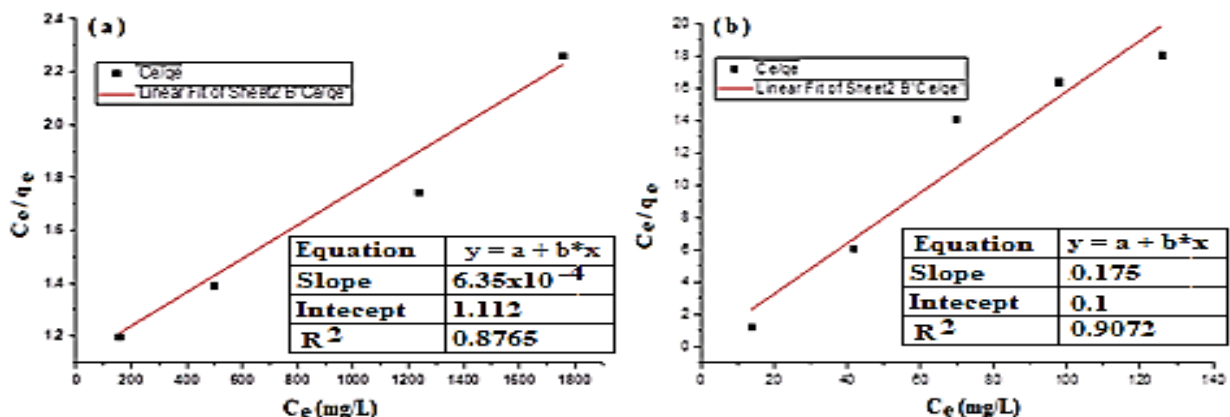 (a)
2.4
2.2
2.0
1.8
1.6
1.4
1.2
Ce/qe
Linear Fit of Sheet2 B"Ce/qe"
Equation y = a + b*x
Slope 6.35x10⁻⁴
Intecept 1.112
R² 0.8765
0 200 400 600 800 1000 1200 1400 1600 1800
Ce (mg/L)
Ce/qe
(b)
20
18
16
14
12
10
8
6
4
2
0
Ce/qe
Linear Fit of Sheet2 B"Ce/qe"
Equation y = a + b*x
Slope 0.175
Intecept 0.1
R² 0.9072
0 20 40 60 80 100 120 140
Ce (mg/L)
Ce/qe